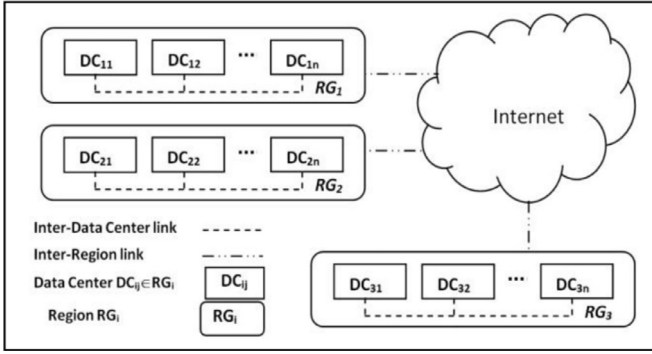 DC₁₁ DC₁₂ ... DC₁ₙ
RG₁
Internet
DC₂₁ DC₂₂ ... DC₂ₙ
RG₂
Inter-Data Center link
Inter-Region link
Data Center DCᵢⱼ∈RGᵢ DCᵢⱼ
Region RGᵢ RGᵢ
DC₃₁ DC₃₂ ... DC₃ₙ
RG₃